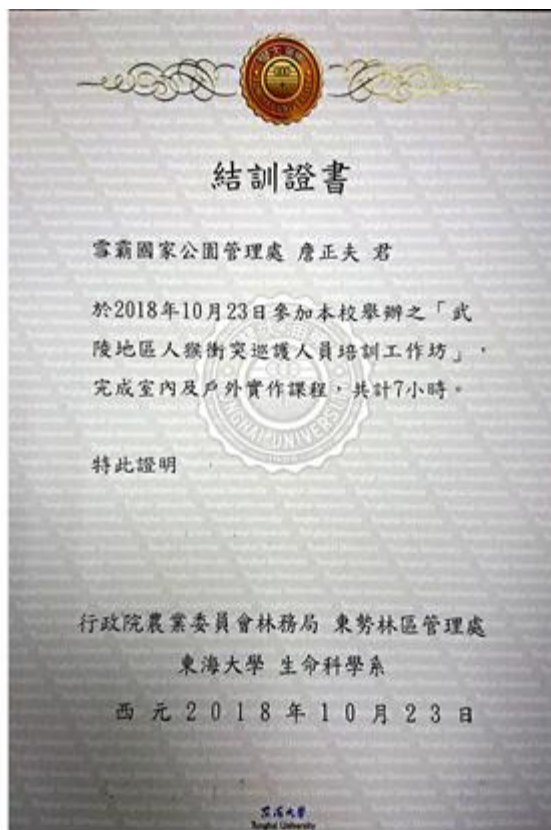 結訓證書
雪霸國家公園管理處 詹正夫 君
於2018年10月23日參加本校舉辦之「武
陵地區人猴衝突巡護人員培訓工作坊」，
完成室內及戶外實作課程，共計7小時。
特此證明
行政院農業委員會林務局 東勢林區管理處
東海大學 生命科學系
西元2018年10月23日
東海大學
Tunghai University